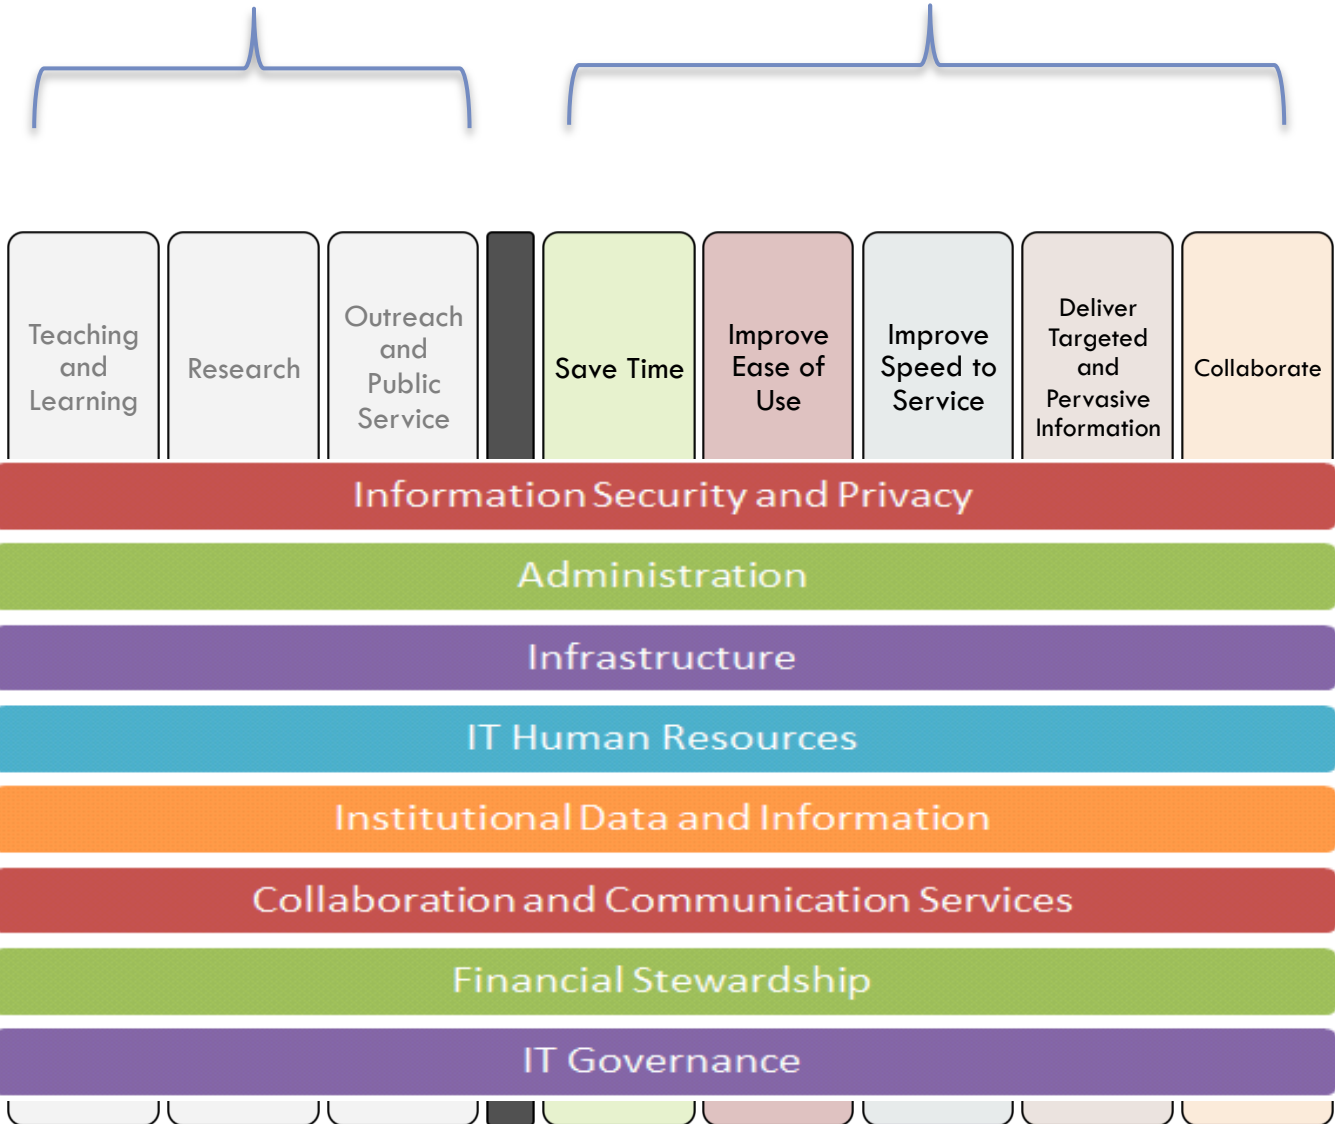 Teaching
and
Learning
Research
Outreach
and
Public
Service
Save Time
Improve
Ease of
Use
Improve
Speed to
Service
Deliver
Targeted
and
Pervasive
Information
Collaborate
Information Security and Privacy
Administration
Infrastructure
IT Human Resources
Institutional Data and Information
Collaboration and Communication Services
Financial Stewardship
IT Governance